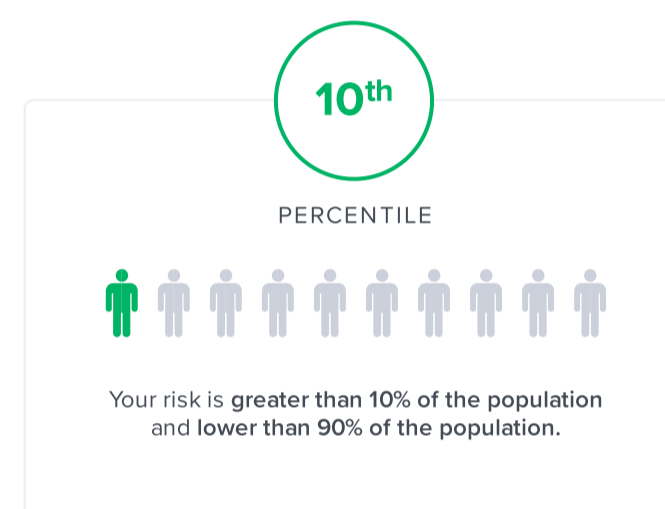 10th
PERCENTILE
Your risk is greater than 10% of the population
and lower than 90% of the population.